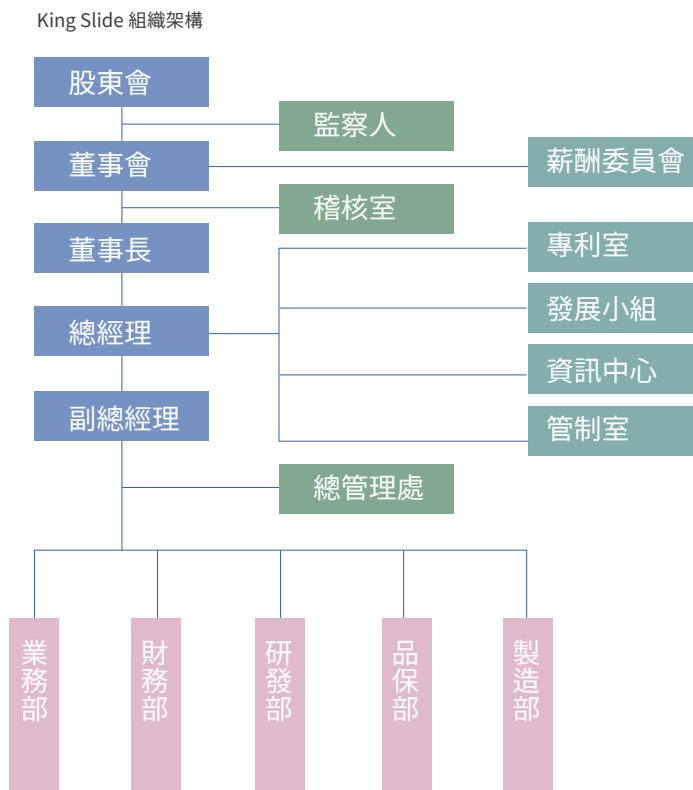 King Slide 組織架構
股東會
監察人
董事會
薪酬委員會
稽核室
董事長
專利室
總經理
發展小組
資訊中心
副總經理
管制室
總管理處
業務部
財務部
研發部
品保部
製造部